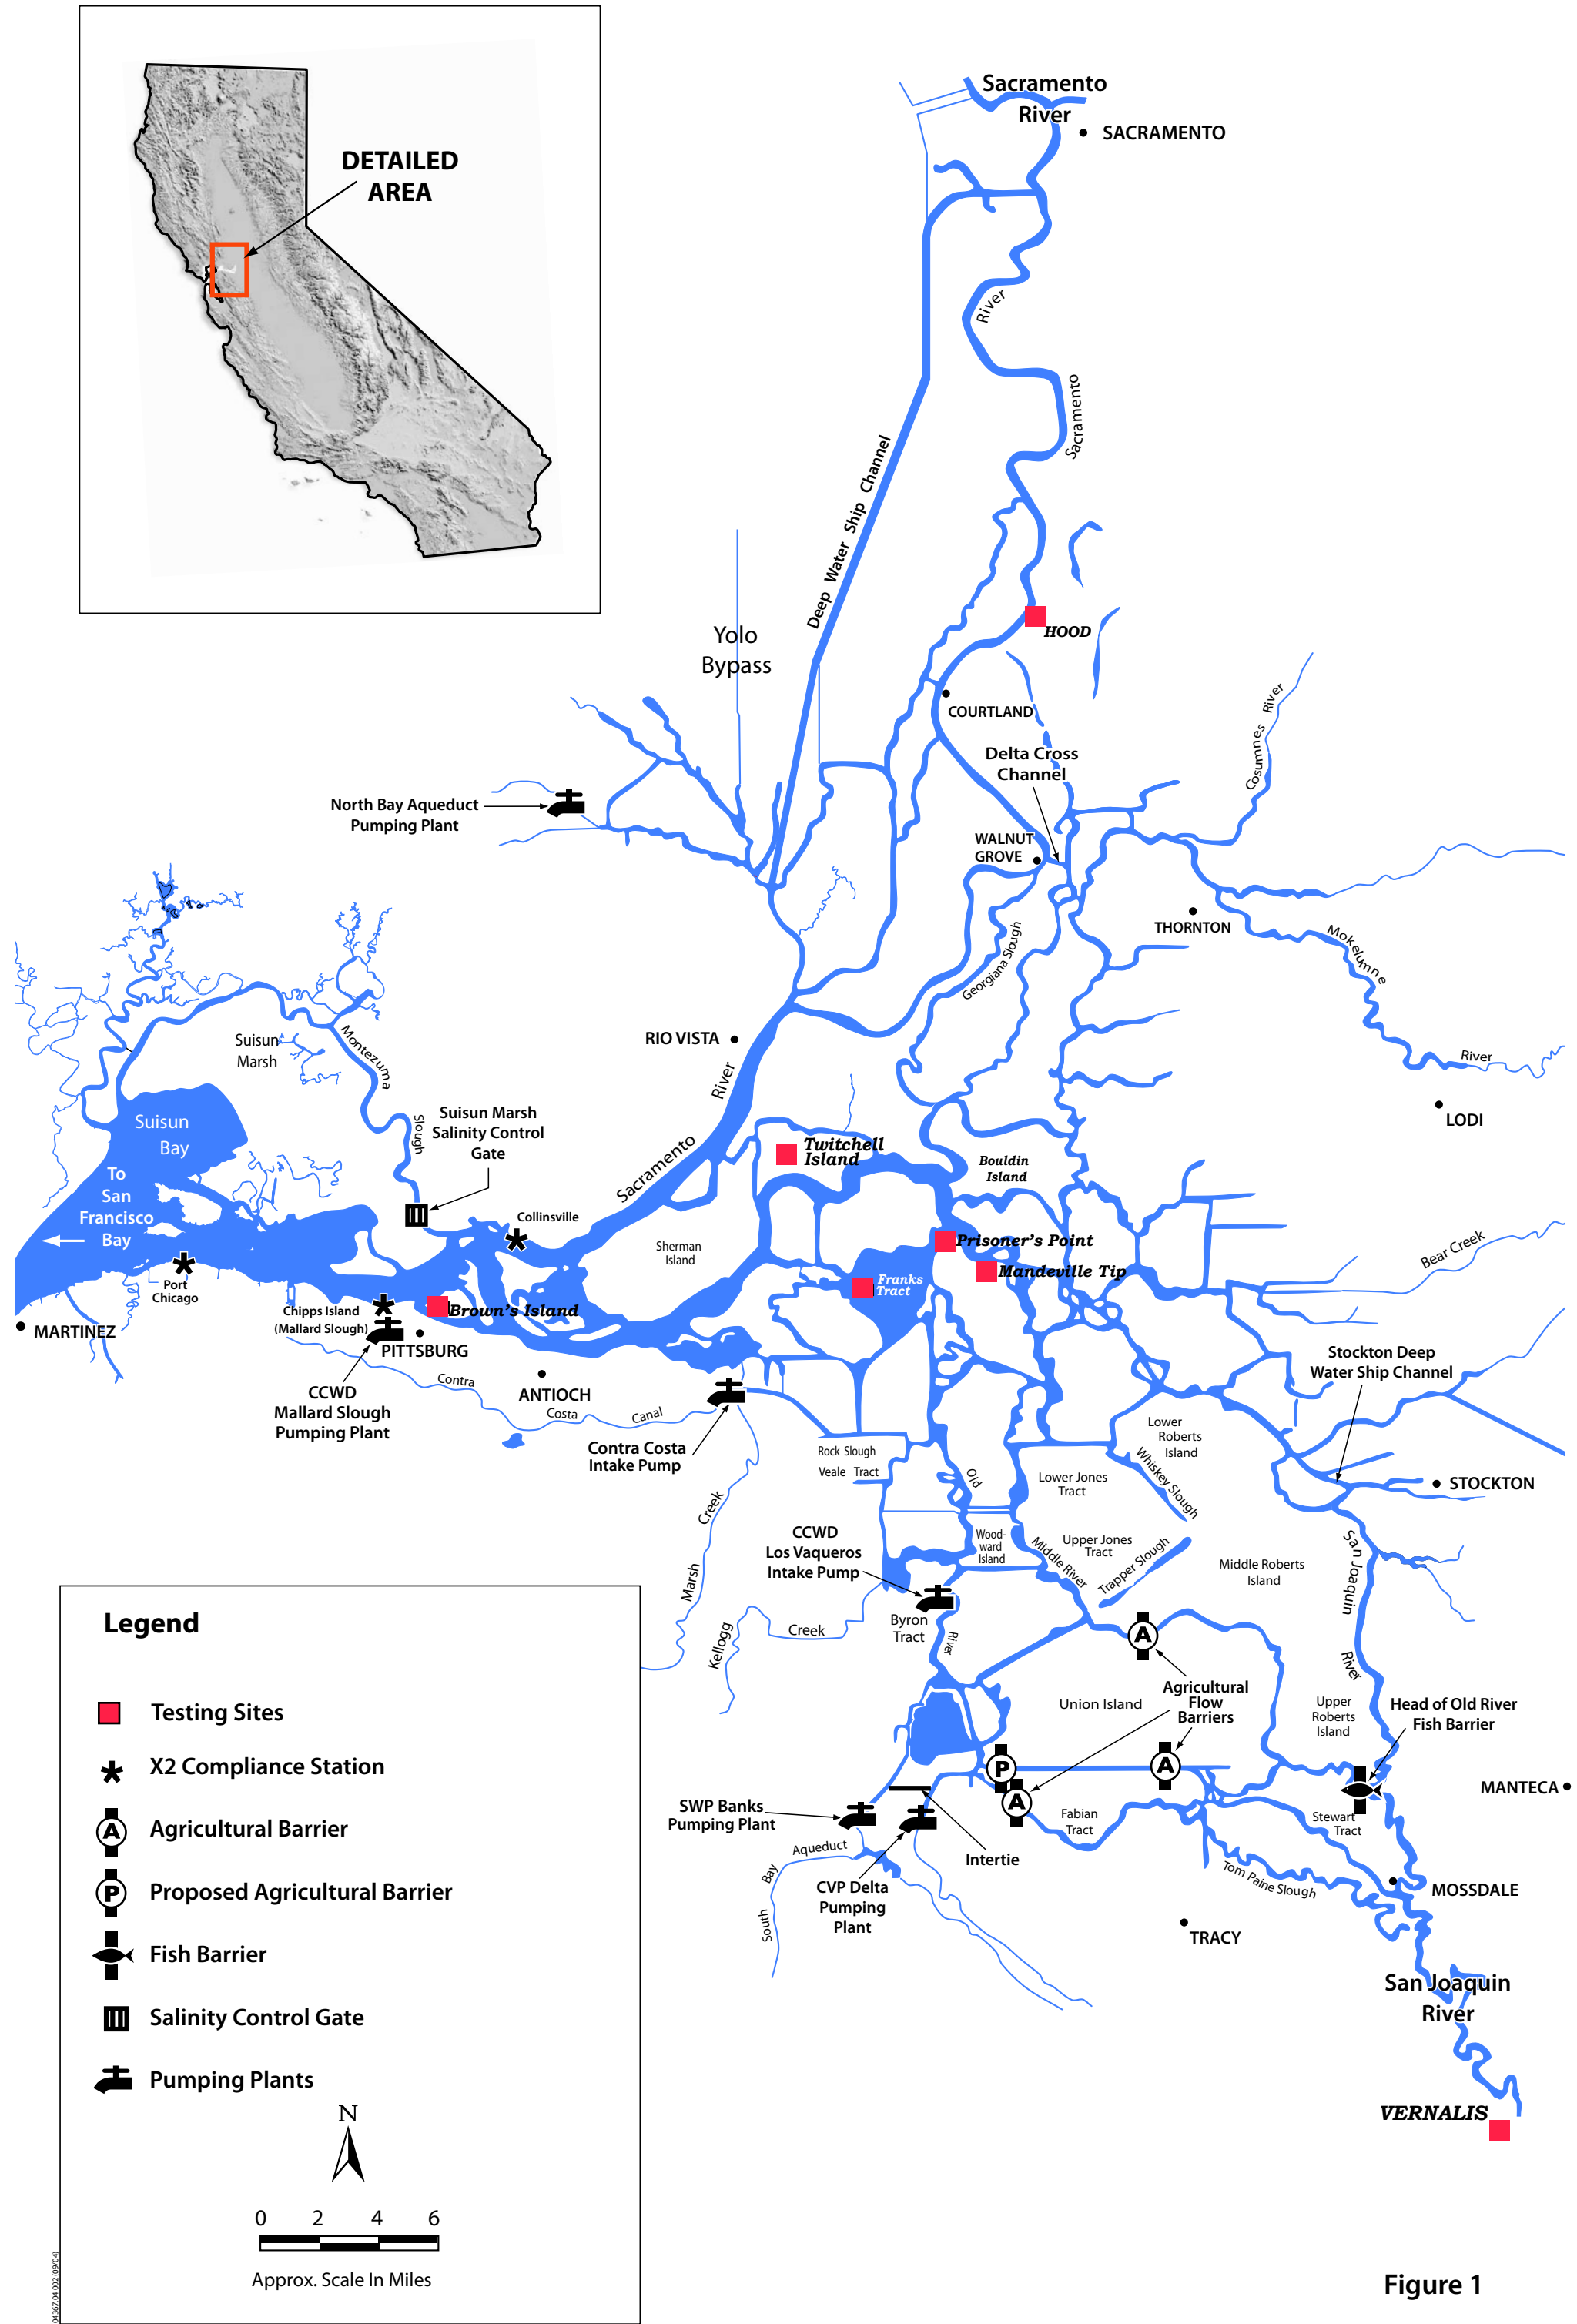 DETAILED
AREA
Sacramento
River
SACRAMENTO
River
Sacramento
Deep Water Ship Channel
Yolo
Bypass
HOOD
COURTLAND
Delta Cross
Channel
Cosumnes River
North Bay Aqueduct
Pumping Plant
WALNUT
GROVE
THORNTON
Mokelumne
River
Georgiana Slough
LODI
RIO VISTA
River
Sacramento
Suisun
Marsh
Montezuma
Slough
Suisun Marsh
Salinity Control
Gate
Suisun
Bay
To
San
Francisco
Bay
Collinsville
Twitchell
Island
Bouldin
Island
Sherman
Island
Prisoner's Point
Mandeville Tip
Franks
Tract
Bear Creek
Port
Chicago
MARTINEZ
Chipps Island
(Mallard Slough)
Brown's Island
PITTSBURG
CCWD
Mallard Slough
Pumping Plant
Contra
Costa
Canal
ANTIOCH
Contra Costa
Intake Pump
Stockton Deep
Water Ship Channel
Lower
Roberts
Island
Whiskey Slough
Rock Slough
Veale Tract
Old
Lower Jones
Tract
STOCKTON
Marsh
Creek
CCWD
Los Vaqueros
Intake Pump
Wood-
ward
Island
Middle River
Upper Jones
Tract
Trapper Slough
Middle Roberts
Island
San Joaquin
River
Kellogg
Creek
Byron
Tract
River
Union Island
Agricultural
Flow
Barriers
Upper
Roberts
Island
Head of Old River
Fish Barrier
A
P
A
A
MANTECA
SWP Banks
Pumping Plant
Fabian
Tract
Stewart
Tract
Intertie
South
Bay
Aqueduct
CVP Delta
Pumping
Plant
Tom Paine Slough
MOSSDALE
TRACY
San Joaquin
River
VERNALIS
Legend
Testing Sites
X2 Compliance Station
A
Agricultural Barrier
P
Proposed Agricultural Barrier
Fish Barrier
Salinity Control Gate
Pumping Plants
N
0 2 4 6
Approx. Scale In Miles
04367.04 002 (09/04)
Figure 1